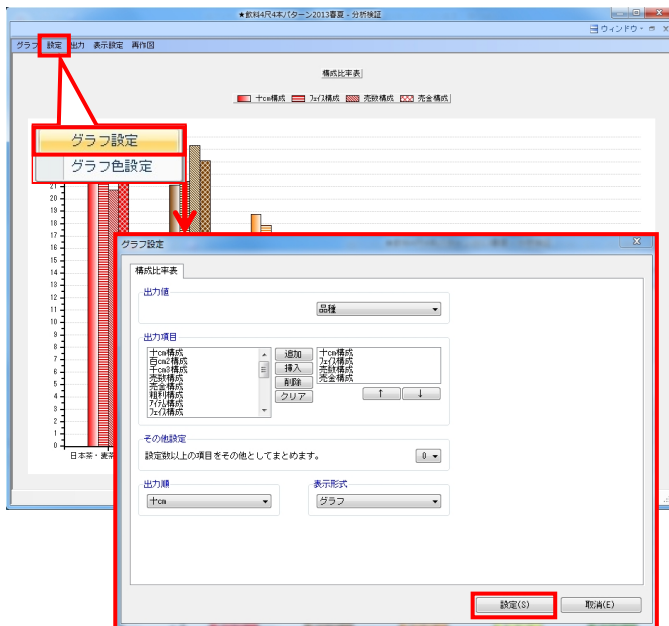 ★飲料4尺4本パターン2013春夏 - 分析検証
ウィンドウ
グラフ 設定 出力 表示設定 再作図
構成比率表
十cm構成 フェイス構成 売数構成 売金構成
グラフ設定
グラフ色設定
21
20
19
18
17
16
15
14
13
12
11
10
9
8
7
6
5
4
3
2
1
0
日本茶・麦茶
グラフ設定
構成比率表
出力値
品種
出力項目
十cm構成
百cm2構成
千cm3構成
売数構成
売金構成
粗利構成
アイテム構成
フェイス構成
追加
挿入
削除
クリア
十cm構成
フェイス構成
売数構成
売金構成
↑ ↓
その他設定
設定数以上の項目をその他としてまとめます。 0
出力順
十cm
表示形式
グラフ
設定(S) 取消(E)